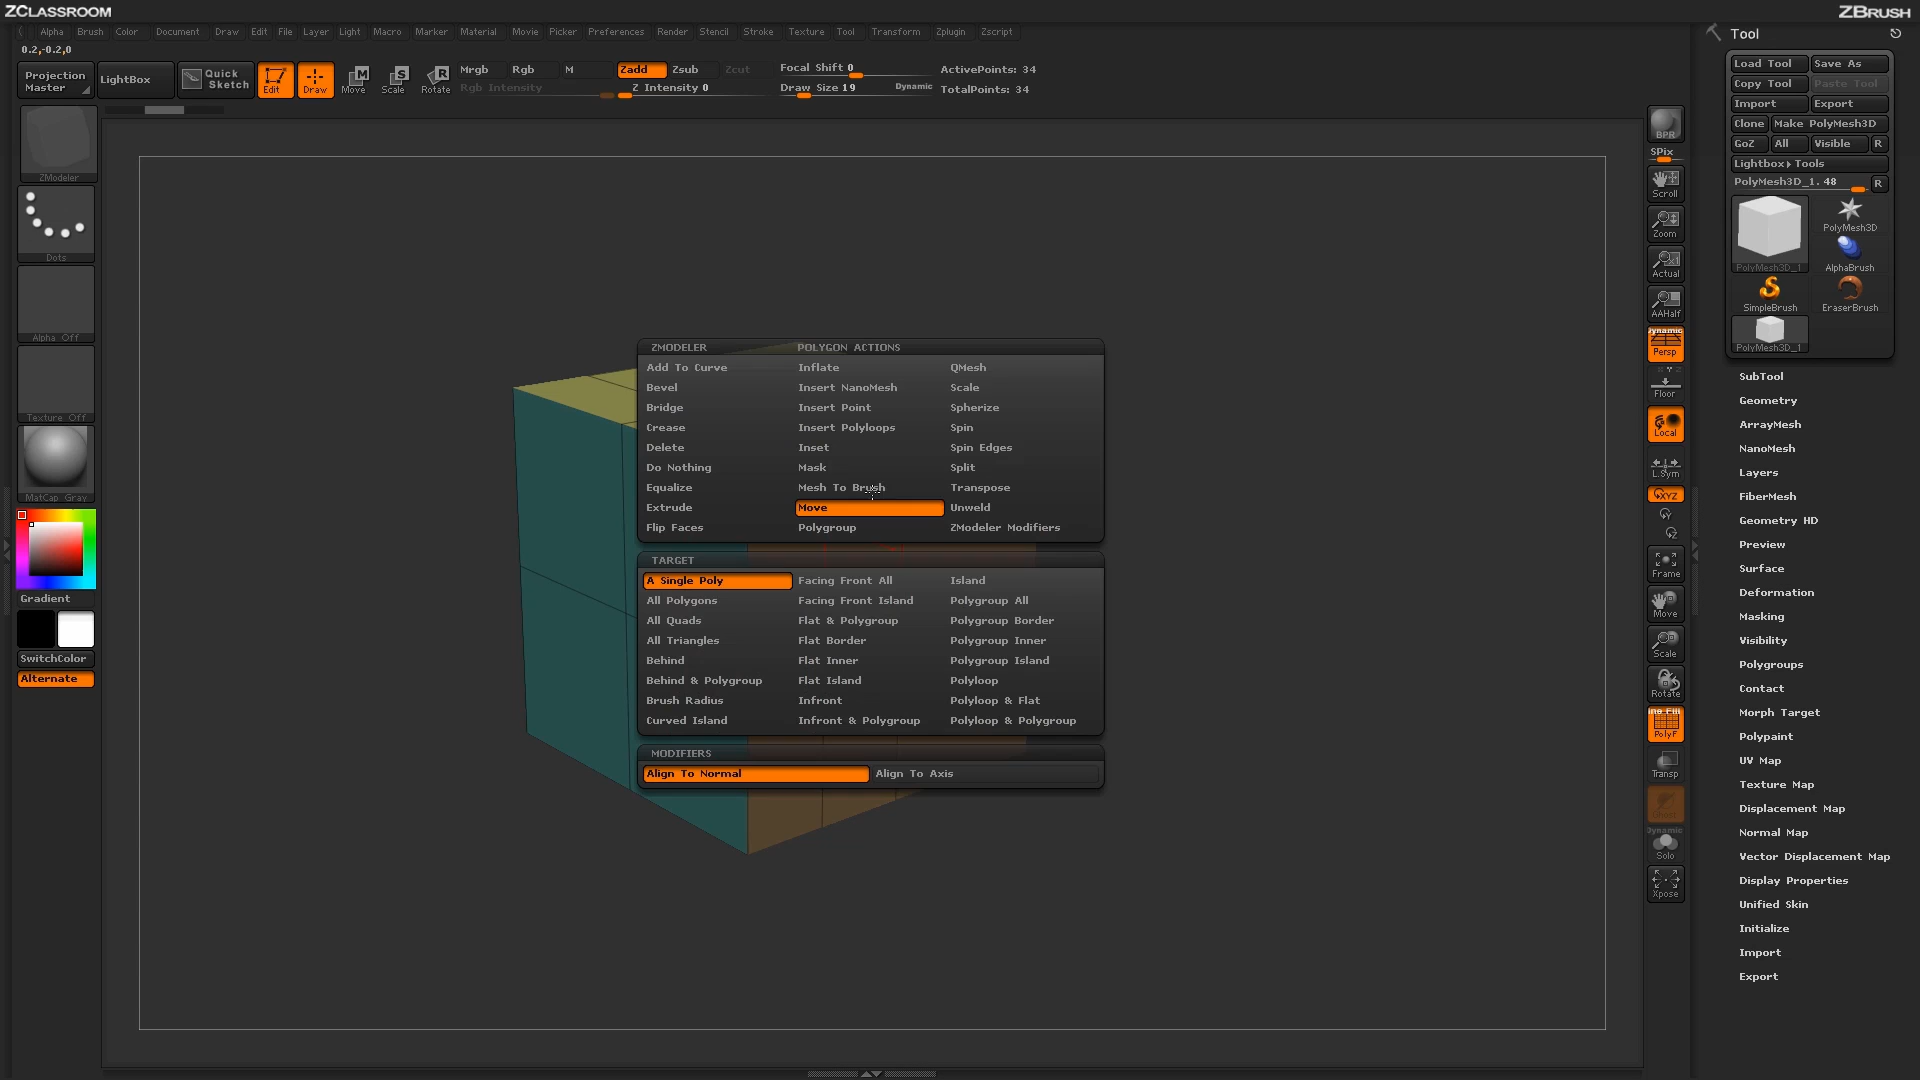 ZCLASSROOM
ZBRUSH
Alpha Brush Color Document Draw Edit File Layer Light Macro Marker Material Movie Picker Preferences Render Stencil Stroke Texture Tool Transform Zplugin Zscript
0.2,-0.2,0
Projection Master
LightBox
Quick Sketch
Edit
Draw
Move
Scale
Rotate
Mrgb Rgb M
Rgb Intensity
Zadd Zsub Zcut
Z Intensity 0
Focal Shift 0
Draw Size 19
Dynamic
ActivePoints: 34
TotalPoints: 34
ZModeler
Dots
Alpha Off
Texture Off
MatCap Gray
Gradient
SwitchColor
Alternate
ZMODELER POLYGON ACTIONS
Add To Curve Inflate QMesh
Bevel Insert NanoMesh Scale
Bridge Insert Point Spherize
Crease Insert Polyloops Spin
Delete Inset Spin Edges
Do Nothing Mask Split
Equalize Mesh To Brush Transpose
Extrude Move Unweld
Flip Faces Polygroup ZModeler Modifiers
TARGET
A Single Poly Facing Front All Island
All Polygons Facing Front Island Polygroup All
All Quads Flat & Polygroup Polygroup Border
All Triangles Flat Border Polygroup Inner
Behind Flat Inner Polygroup Island
Behind & Polygroup Flat Island Polyloop
Brush Radius Infront Polyloop & Flat
Curved Island Infront & Polygroup Polyloop & Polygroup
MODIFIERS
Align To Normal Align To Axis
BPR
SPix
Scroll
Zoom
Actual
AAHalf
Dynamic
Persp
Floor
Local
L.Sym
XYZ
Frame
Move
Scale
Rotate
PolyF
Transp
Dynamic
Solo
Xpose
Tool
Load Tool Save As
Copy Tool Paste Tool
Import Export
Clone Make PolyMesh3D
GoZ All Visible R
Lightbox▸Tools
PolyMesh3D_1. 48 R
PolyMesh3D
PolyMesh3D_1 AlphaBrush
SimpleBrush EraserBrush
PolyMesh3D_1
SubTool
Geometry
ArrayMesh
NanoMesh
Layers
FiberMesh
Geometry HD
Preview
Surface
Deformation
Masking
Visibility
Polygroups
Contact
Morph Target
Polypaint
UV Map
Texture Map
Displacement Map
Normal Map
Vector Displacement Map
Display Properties
Unified Skin
Initialize
Import
Export